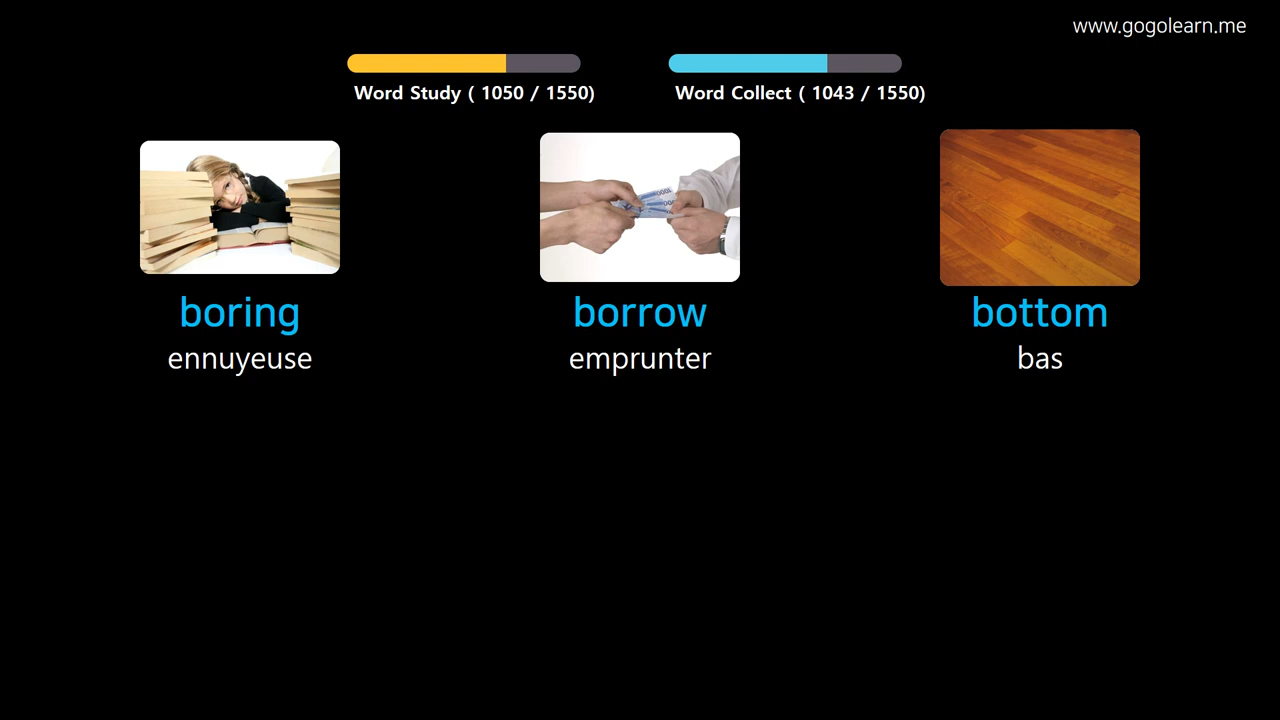 www.gogolearn.me
Word Study ( 1050 / 1550)
Word Collect ( 1043 / 1550)
boring
borrow
bottom
ennuyeuse
emprunter
bas